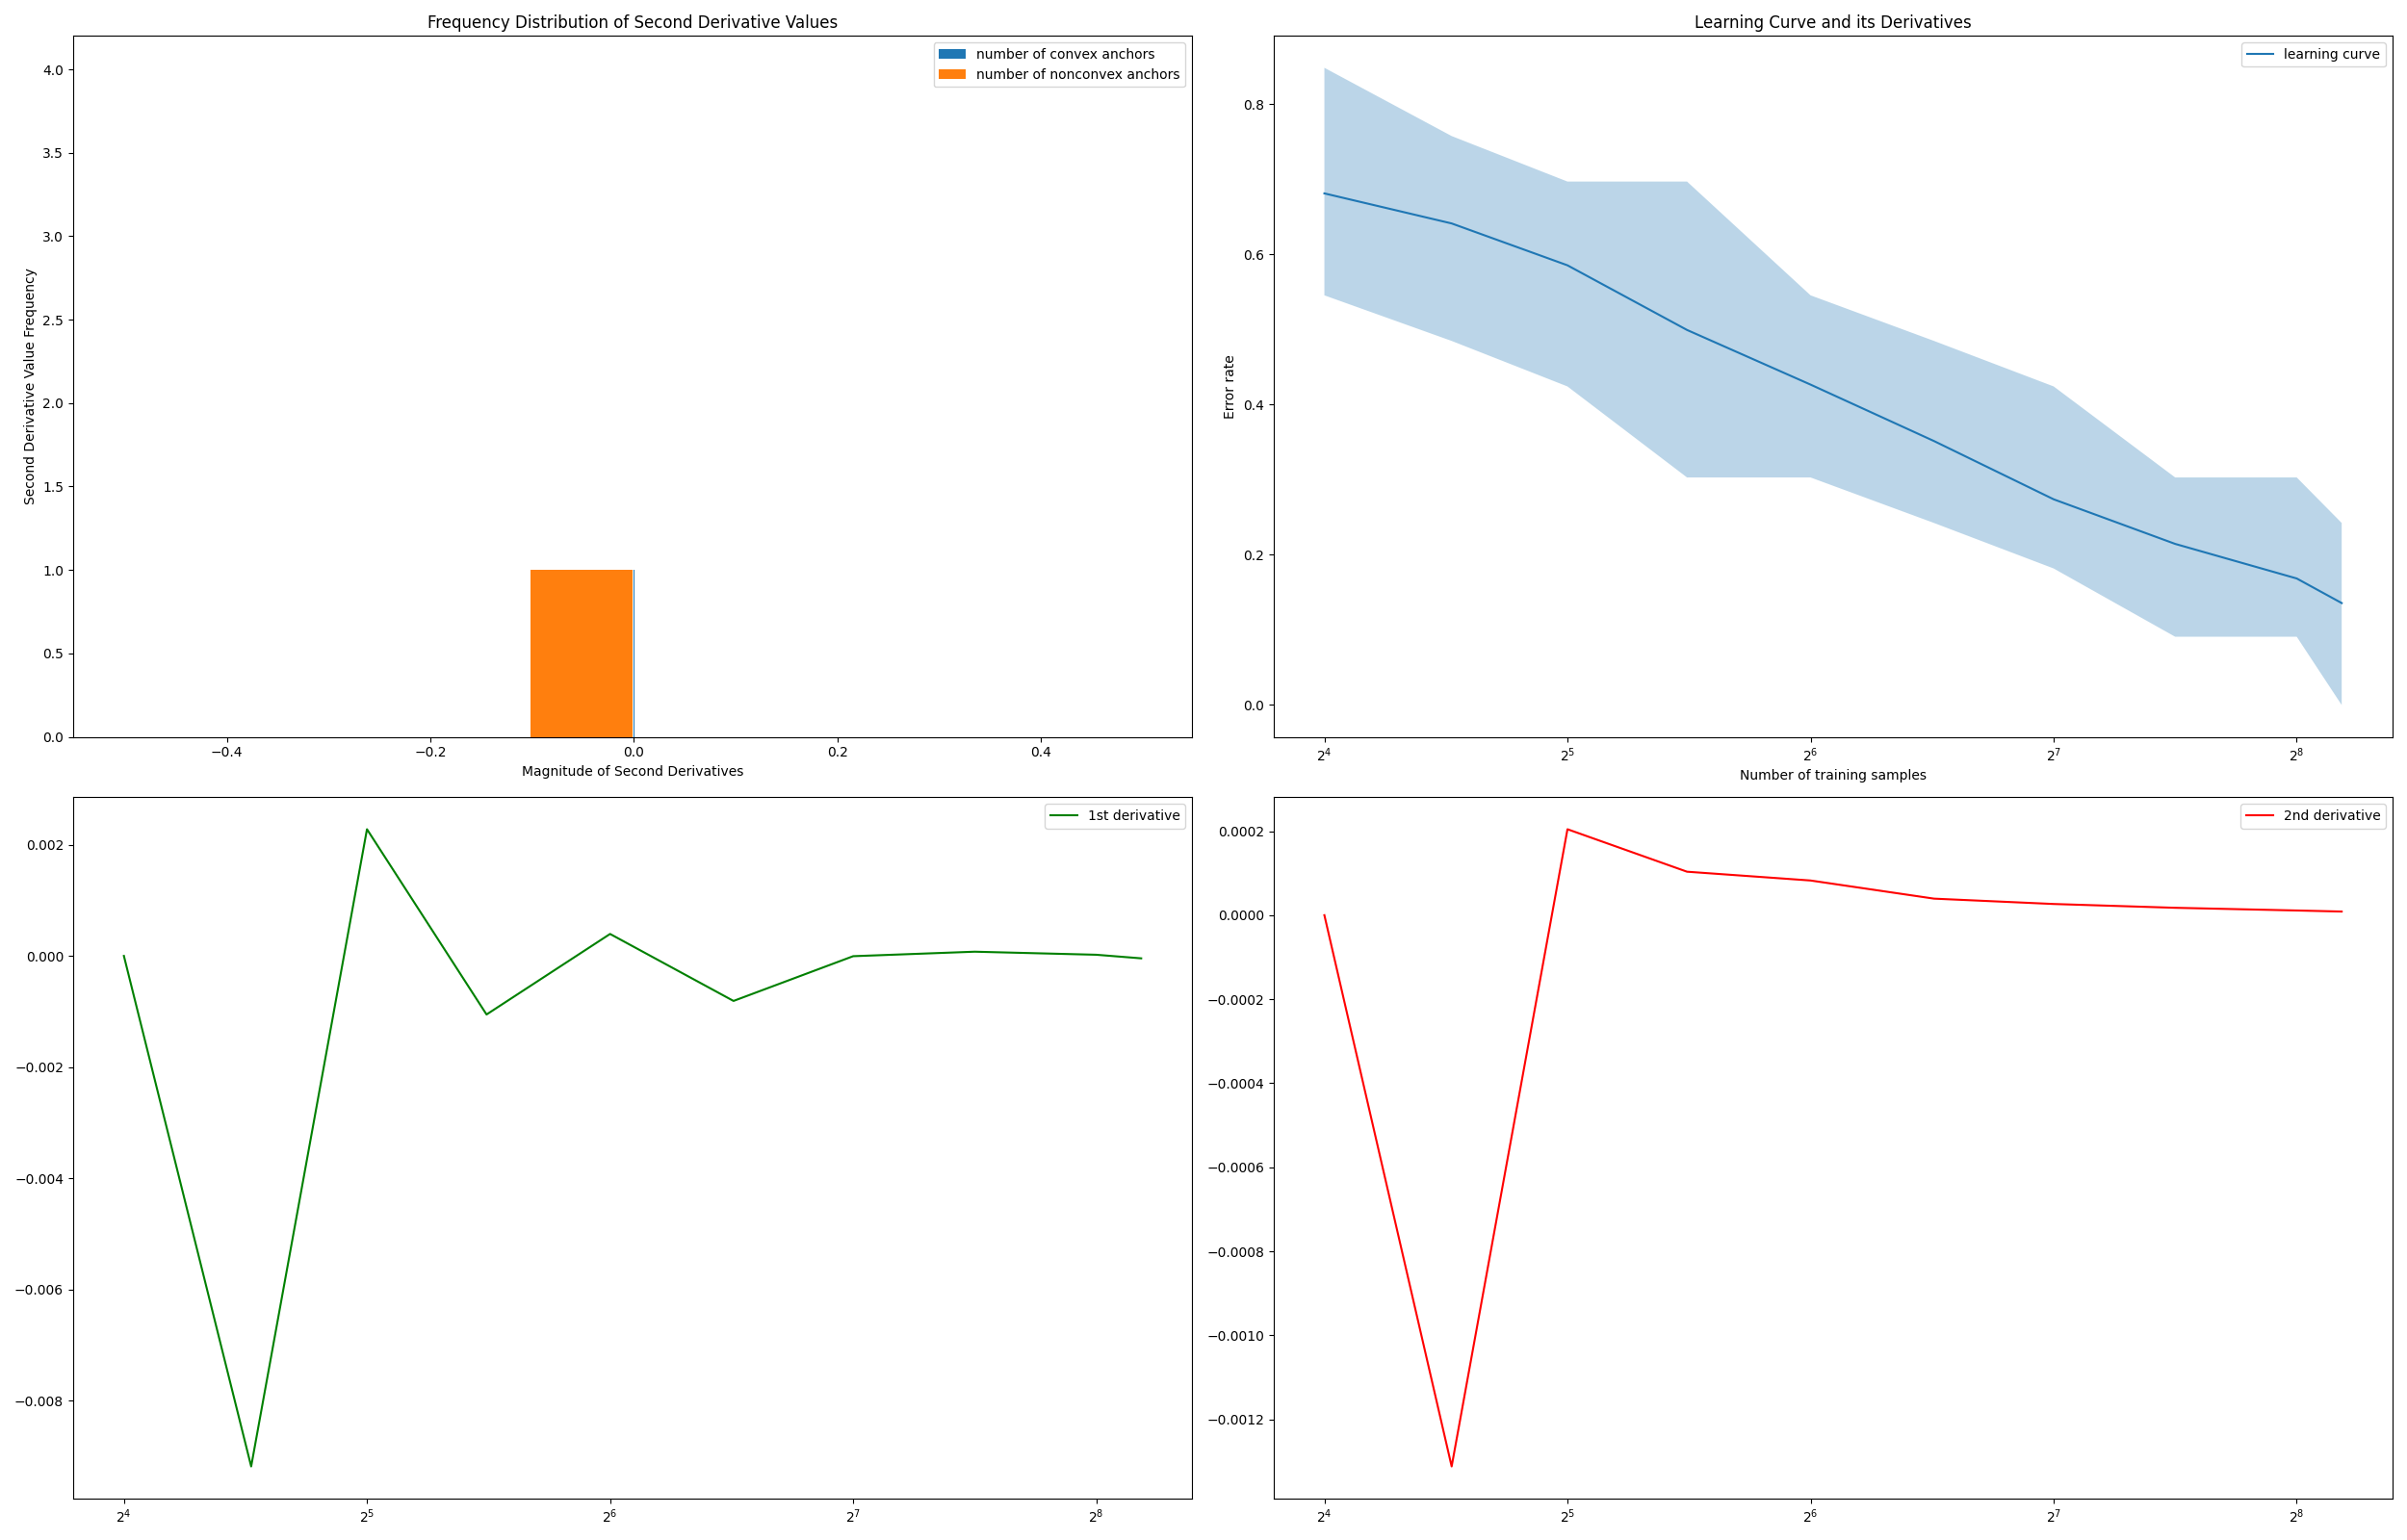 Frequency Distribution of Second Derivative Values
number of convex anchors
number of nonconvex anchors
4.0
3.5
3.0
2.5
2.0
1.5
1.0
0.5
0.0
Second Derivative Value Frequency
−0.4 −0.2 0.0 0.2 0.4
Magnitude of Second Derivatives
Learning Curve and its Derivatives
learning curve
0.8
0.6
0.4
0.2
0.0
Error rate
2⁴ 2⁵ 2⁶ 2⁷ 2⁸
Number of training samples
1st derivative
0.002
0.000
−0.002
−0.004
−0.006
−0.008
2⁴ 2⁵ 2⁶ 2⁷ 2⁸
2nd derivative
0.0002
0.0000
−0.0002
−0.0004
−0.0006
−0.0008
−0.0010
−0.0012
2⁴ 2⁵ 2⁶ 2⁷ 2⁸